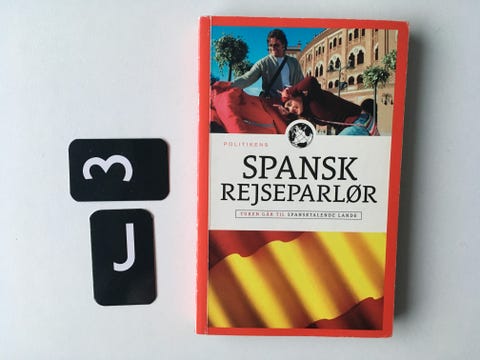 3
J
POLITIKENS
SPANSK
REJSEPARLØR
TUREN GÅR TIL SPANSKTALENDE LANDE